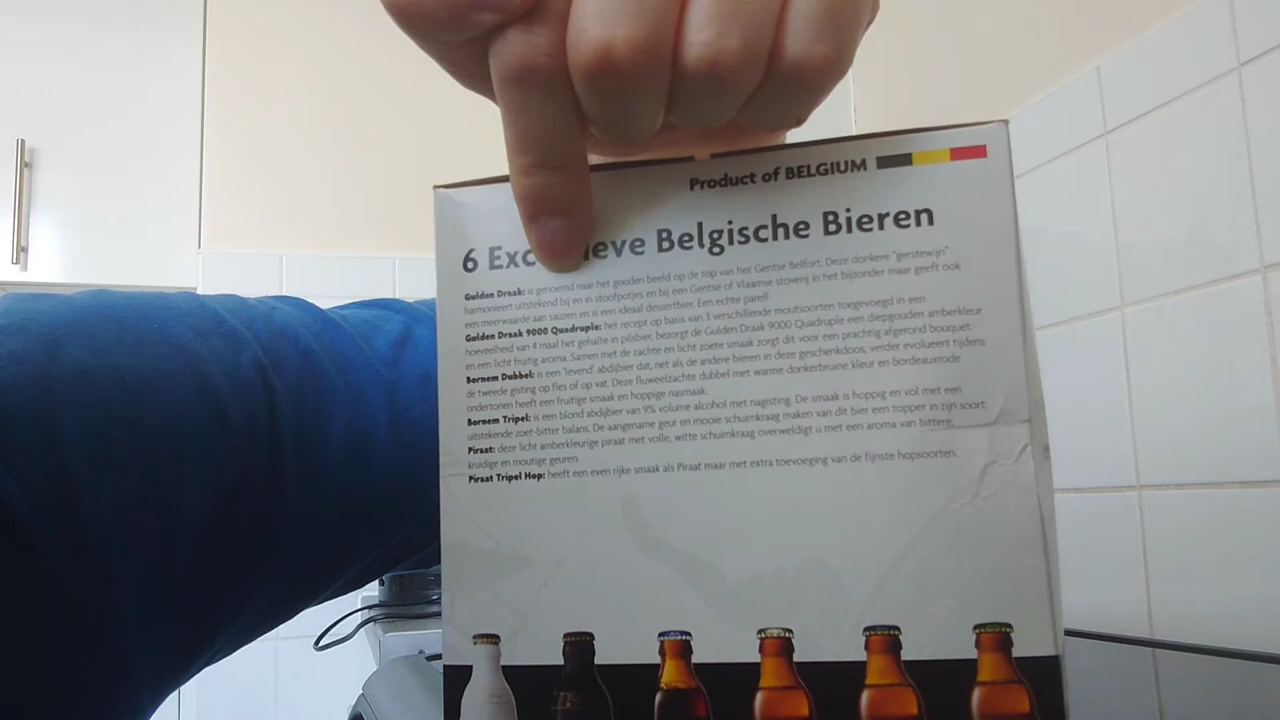 Product of BELGIUM
6 Exc ieve Belgische Bieren
Gulden Draak: is genoemd naar het gouden beeld op de top van het Gentse Belfort. Deze donkere "gerstewijn"
harmonieert uitstekend bij en in stoofpotjes en bij een Gentse of Vlaamse stoverij in het bijzonder maar geeft ook
een meerwaarde aan sauzen en is een ideaal dessertbier. Een echte parel!
Gulden Draak 9000 Quadruple: het recept op basis van 3 verschillende moutsoorten toegevoegd in een
hoeveelheid van 4 maal het gehalte in pilsbier, bezorgt de Gulden Draak 9000 Quadruple een diepgouden amberkleur
en een licht fruitig aroma. Samen met de zachte en licht zoete smaak zorgt dit voor een prachtig afgerond bouquet.
Bornem Dubbel: is een 'levend' abdijbier dat, net als de andere bieren in deze geschenkdoos, verder evolueert tijdens
de tweede gisting op fles of op vat. Deze fluweelzachte dubbel met warme donkerbruine kleur en bordeauxrode
ondertonen heeft een fruitige smaak en hoppige nasmaak.
Bornem Tripel: is een blond abdijbier van 9% volume alcohol met nagisting. De smaak is hoppig en vol met een
uitstekende zoet-bitter balans. De aangename geur en mooie schuimkraag maken van dit bier een topper in zijn soort.
Piraat: deze licht amberkleurige piraat met volle, witte schuimkraag overweldigt u met een aroma van bittere,
kruidige en moutige geuren.
Piraat Tripel Hop: heeft een even rijke smaak als Piraat maar met extra toevoeging van de fijnste hopsoorten.